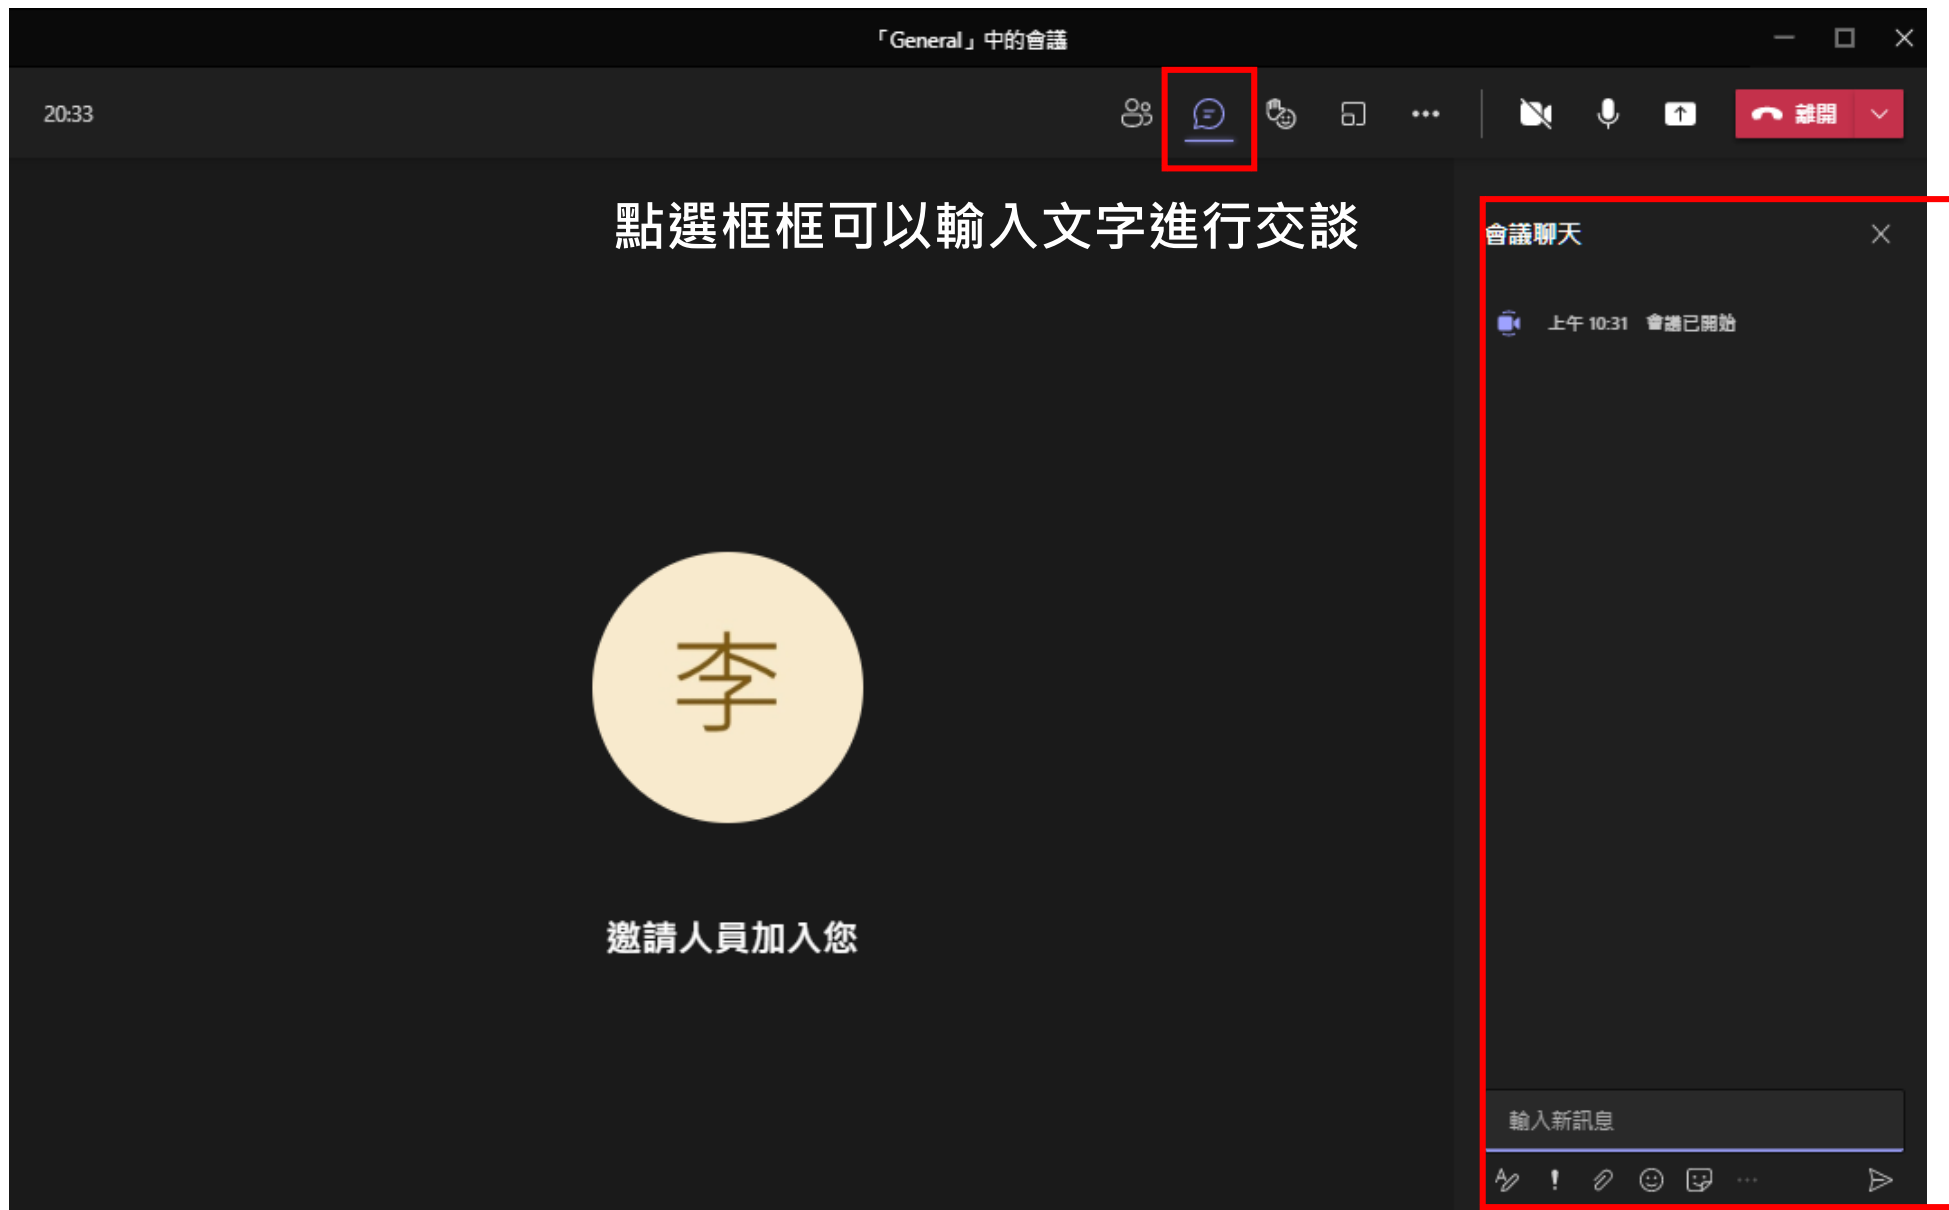 「General」中的會議
20:33
離開
點選框框可以輸入文字進行交談
會議聊天
上午 10:31 會議已開始
李
邀請人員加入您
輸入新訊息